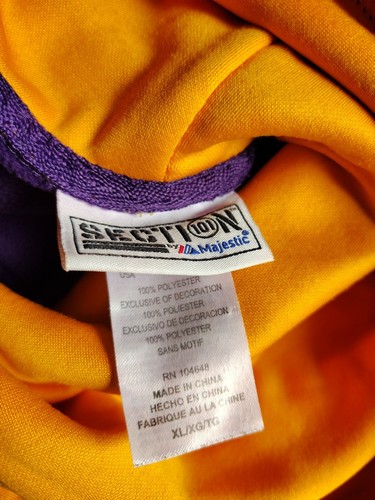 SECTION 101
BY Majestic
USA
100% POLYESTER
EXCLUSIVE OF DECORATION
100% POLIESTER
EXCLUSIVO DE DECORACION
100% POLYESTER
SANS MOTIF
RN 104648
MADE IN CHINA
HECHO EN CHINA
FABRIQUE AU LA CHINE
XL/XG/TG